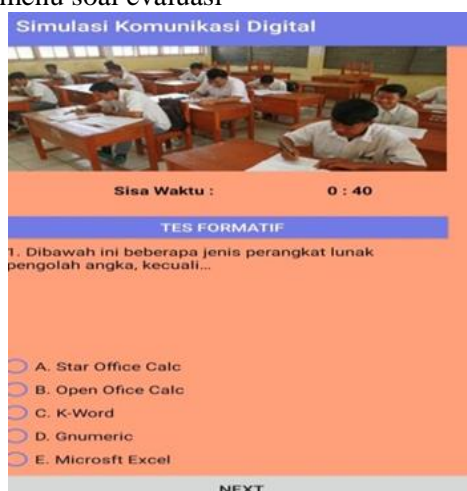 menu soal evaluasi
Simulasi Komunikasi Digital
Sisa Waktu : 0 : 40
TES FORMATIF
1. Dibawah ini beberapa jenis perangkat lunak
pengolah angka, kecuali...
A. Star Office Calc
B. Open Ofice Calc
C. K-Word
D. Gnumeric
E. Microsft Excel
NEXT